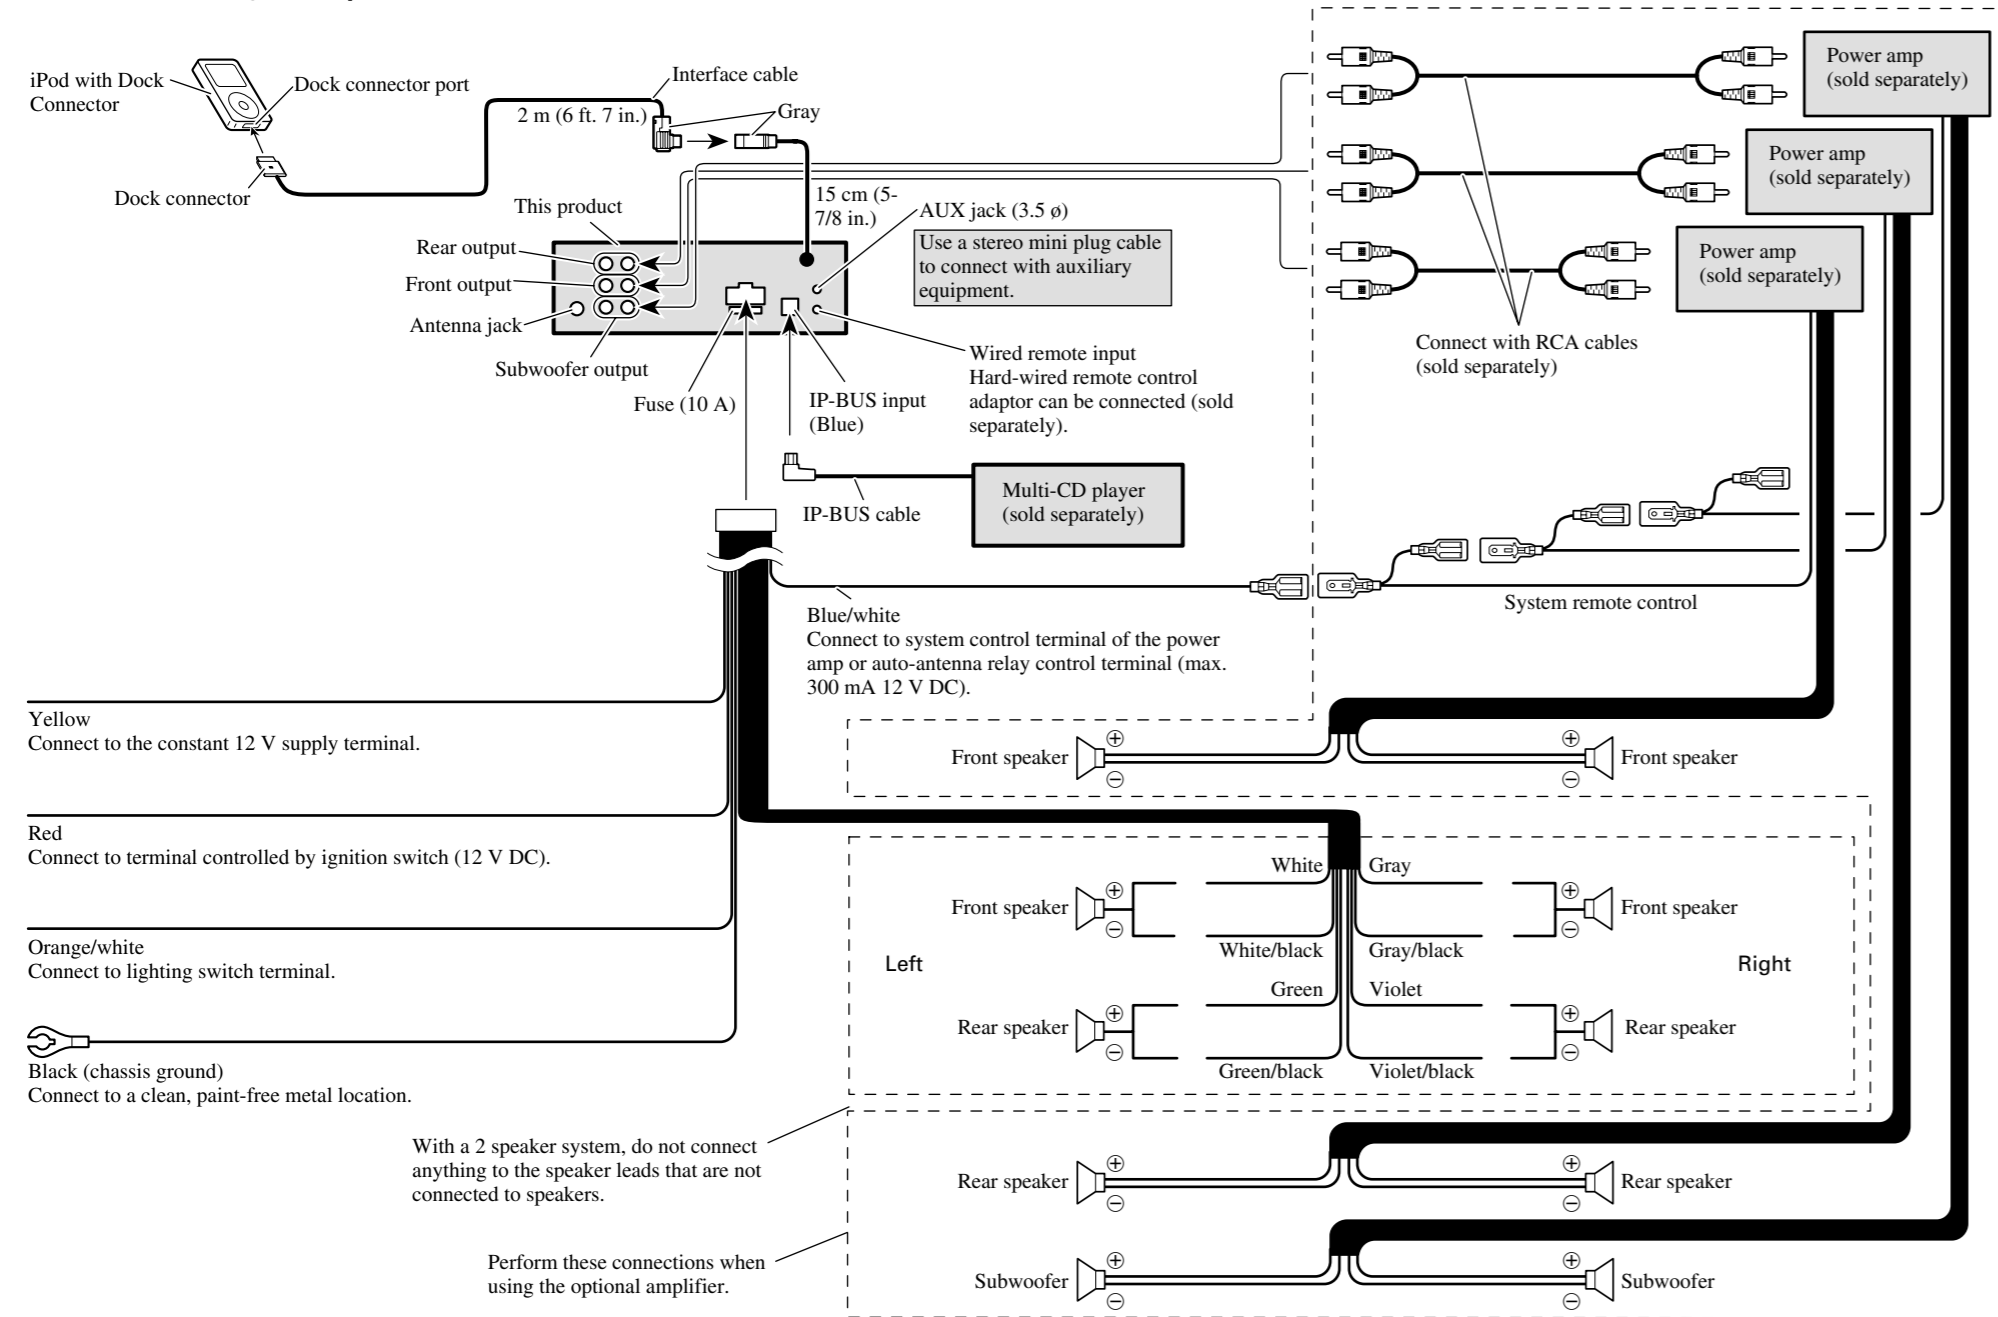 iPod with Dock
Connector
Dock connector port
Interface cable
2 m (6 ft. 7 in.)
Gray
Dock connector
This product
15 cm (5-
7/8 in.)
AUX jack (3.5 ø)
Use a stereo mini plug cable
to connect with auxiliary
equipment.
Rear output
Front output
Antenna jack
Subwoofer output
Fuse (10 A)
IP-BUS input
(Blue)
Wired remote input
Hard-wired remote control
adaptor can be connected (sold
separately).
Power amp
(sold separately)
Power amp
(sold separately)
Power amp
(sold separately)
Connect with RCA cables
(sold separately)
Multi-CD player
(sold separately)
IP-BUS cable
System remote control
Blue/white
Connect to system control terminal of the power
amp or auto-antenna relay control terminal (max.
300 mA 12 V DC).
Yellow
Connect to the constant 12 V supply terminal.
Red
Connect to terminal controlled by ignition switch (12 V DC).
Orange/white
Connect to lighting switch terminal.
Black (chassis ground)
Connect to a clean, paint-free metal location.
Front speaker
+
−
+
−
Front speaker
White
Gray
Front speaker
+
−
+
−
Front speaker
White/black
Gray/black
Left
Right
Green
Violet
Rear speaker
+
−
+
−
Rear speaker
Green/black
Violet/black
With a 2 speaker system, do not connect
anything to the speaker leads that are not
connected to speakers.
Rear speaker
+
−
+
−
Rear speaker
Perform these connections when
using the optional amplifier.
Subwoofer
+
−
+
−
Subwoofer